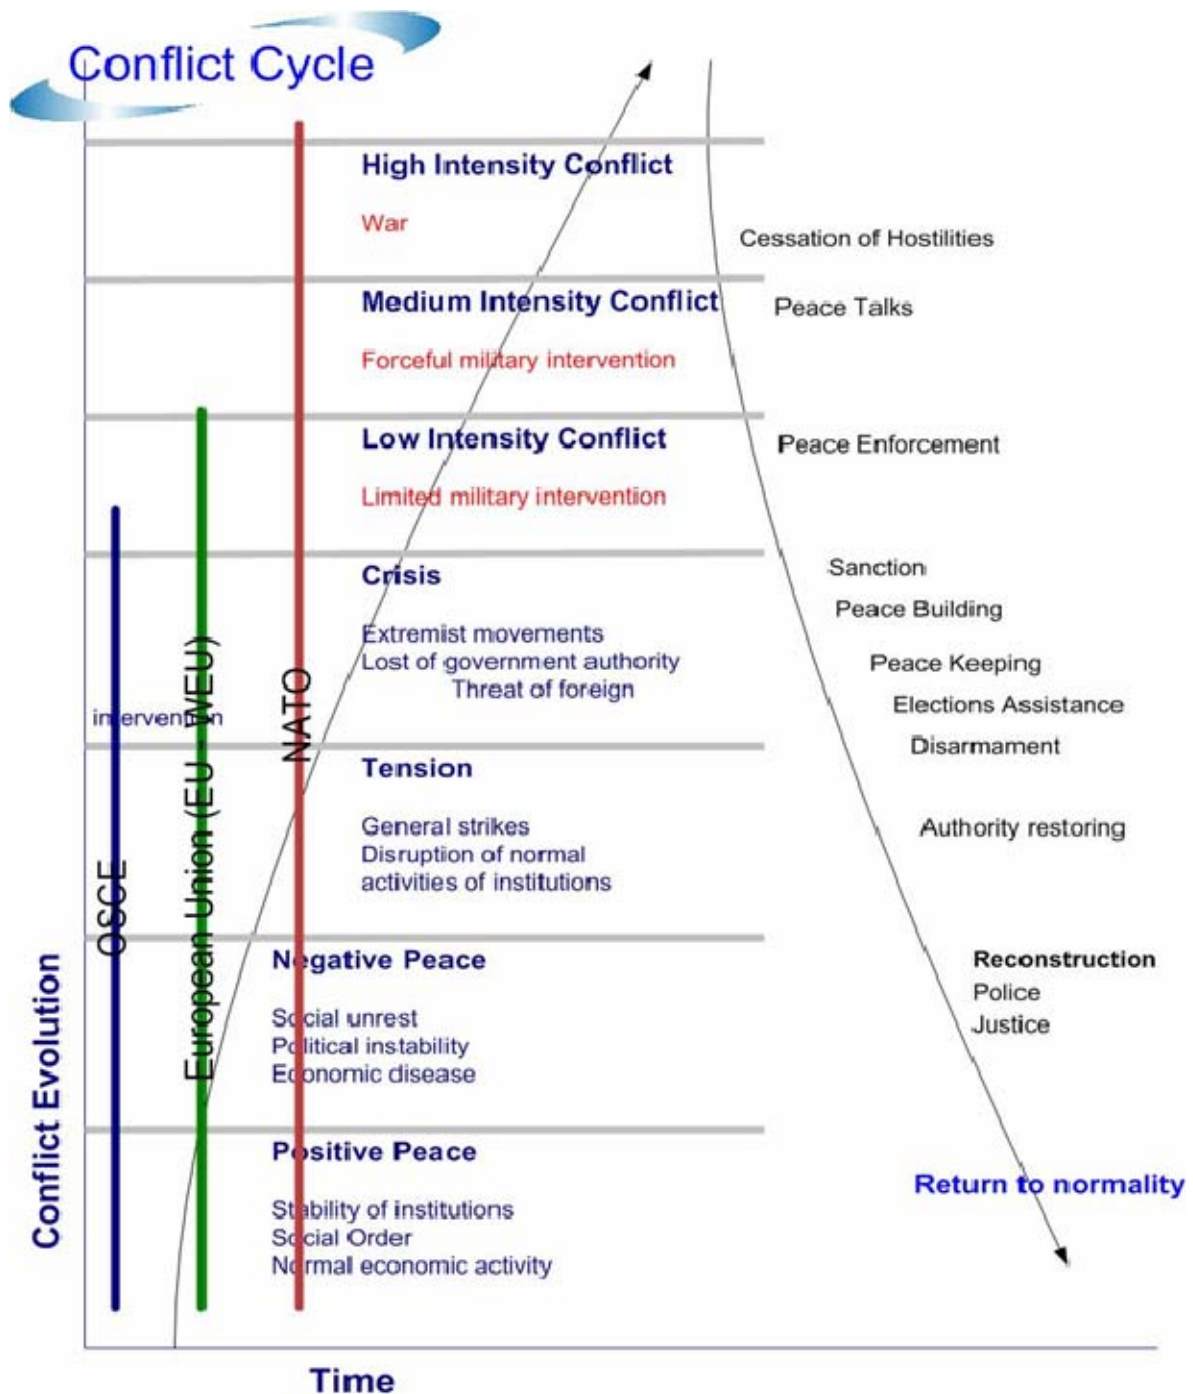 Conflict Cycle
High Intensity Conflict
War
Cessation of Hostilities
Medium Intensity Conflict
Peace Talks
Forceful military intervention
Low Intensity Conflict
Peace Enforcement
Limited military intervention
Crisis
Sanction
Peace Building
Extremist movements
Lost of government authority
Threat of foreign
intervention
Peace Keeping
Elections Assistance
Disarmament
Tension
General strikes
Disruption of normal
activities of institutions
Authority restoring
Negative Peace
Social unrest
Political instability
Economic disease
Reconstruction
Police
Justice
Positive Peace
Stability of institutions
Social Order
Normal economic activity
Return to normality
OSCE
European Union (EU - WEU)
NATO
Conflict Evolution
Time